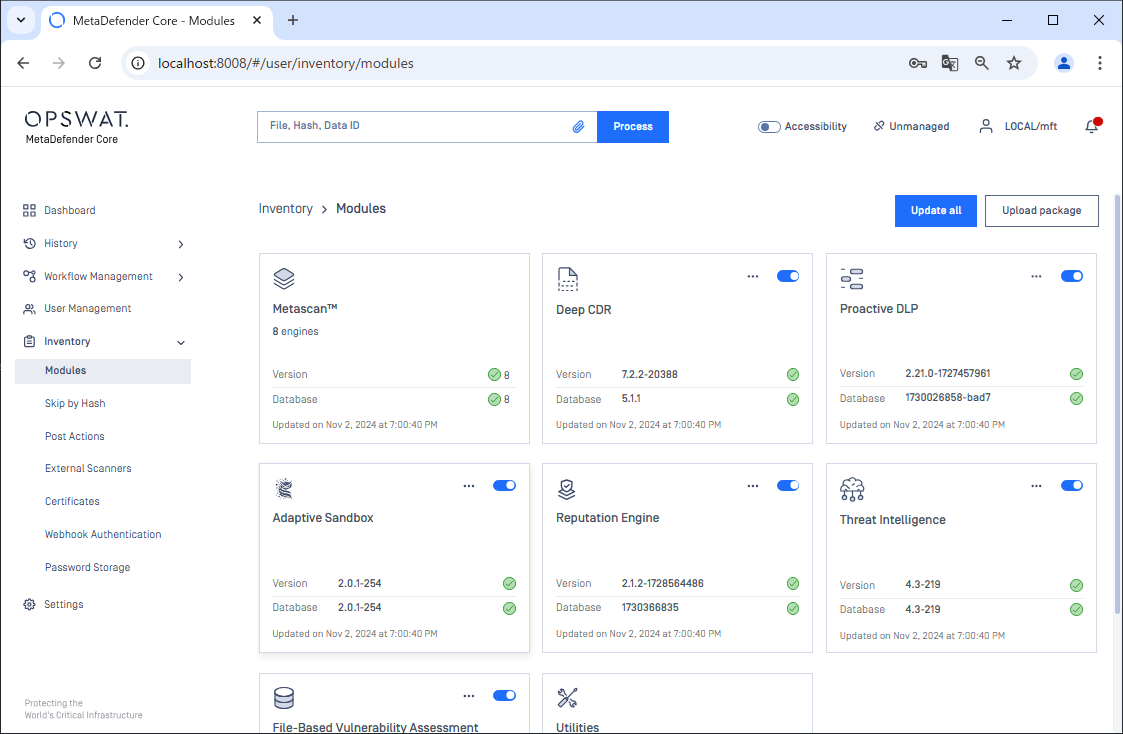 MetaDefender Core - Modules
localhost:8008/#/user/inventory/modules
OPSWAT.
MetaDefender Core
File, Hash, Data ID
Process
Accessibility
Unmanaged
LOCAL/mft
Dashboard
History
Workflow Management
User Management
Inventory
Modules
Skip by Hash
Post Actions
External Scanners
Certificates
Webhook Authentication
Password Storage
Settings
Protecting the
World's Critical Infrastructure
Inventory > Modules
Update all
Upload package
Metascan™
8 engines
Version 8
Database 8
Updated on Nov 2, 2024 at 7:00:40 PM
Deep CDR
Version 7.2.2-20388
Database 5.1.1
Updated on Nov 2, 2024 at 7:00:40 PM
Proactive DLP
Version 2.21.0-1727457961
Database 1730026858-bad7
Updated on Nov 2, 2024 at 7:00:40 PM
Adaptive Sandbox
Version 2.0.1-254
Database 2.0.1-254
Updated on Nov 2, 2024 at 7:00:40 PM
Reputation Engine
Version 2.1.2-1728564486
Database 1730366835
Updated on Nov 2, 2024 at 7:00:40 PM
Threat Intelligence
Version 4.3-219
Database 4.3-219
Updated on Nov 2, 2024 at 7:00:40 PM
File-Based Vulnerability Assessment
Utilities